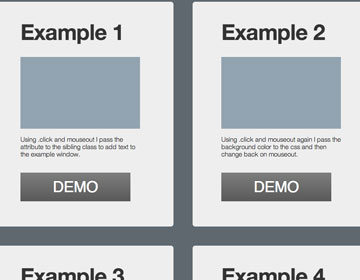 Example 1
Example 2
Using .click and mouseout I pass the
attribute to the sibling class to add text to
the example window.
Using .click and mouseout again I pass the
background color to the css and then
change back on mouseout.
DEMO
DEMO
Example 3
Example 4